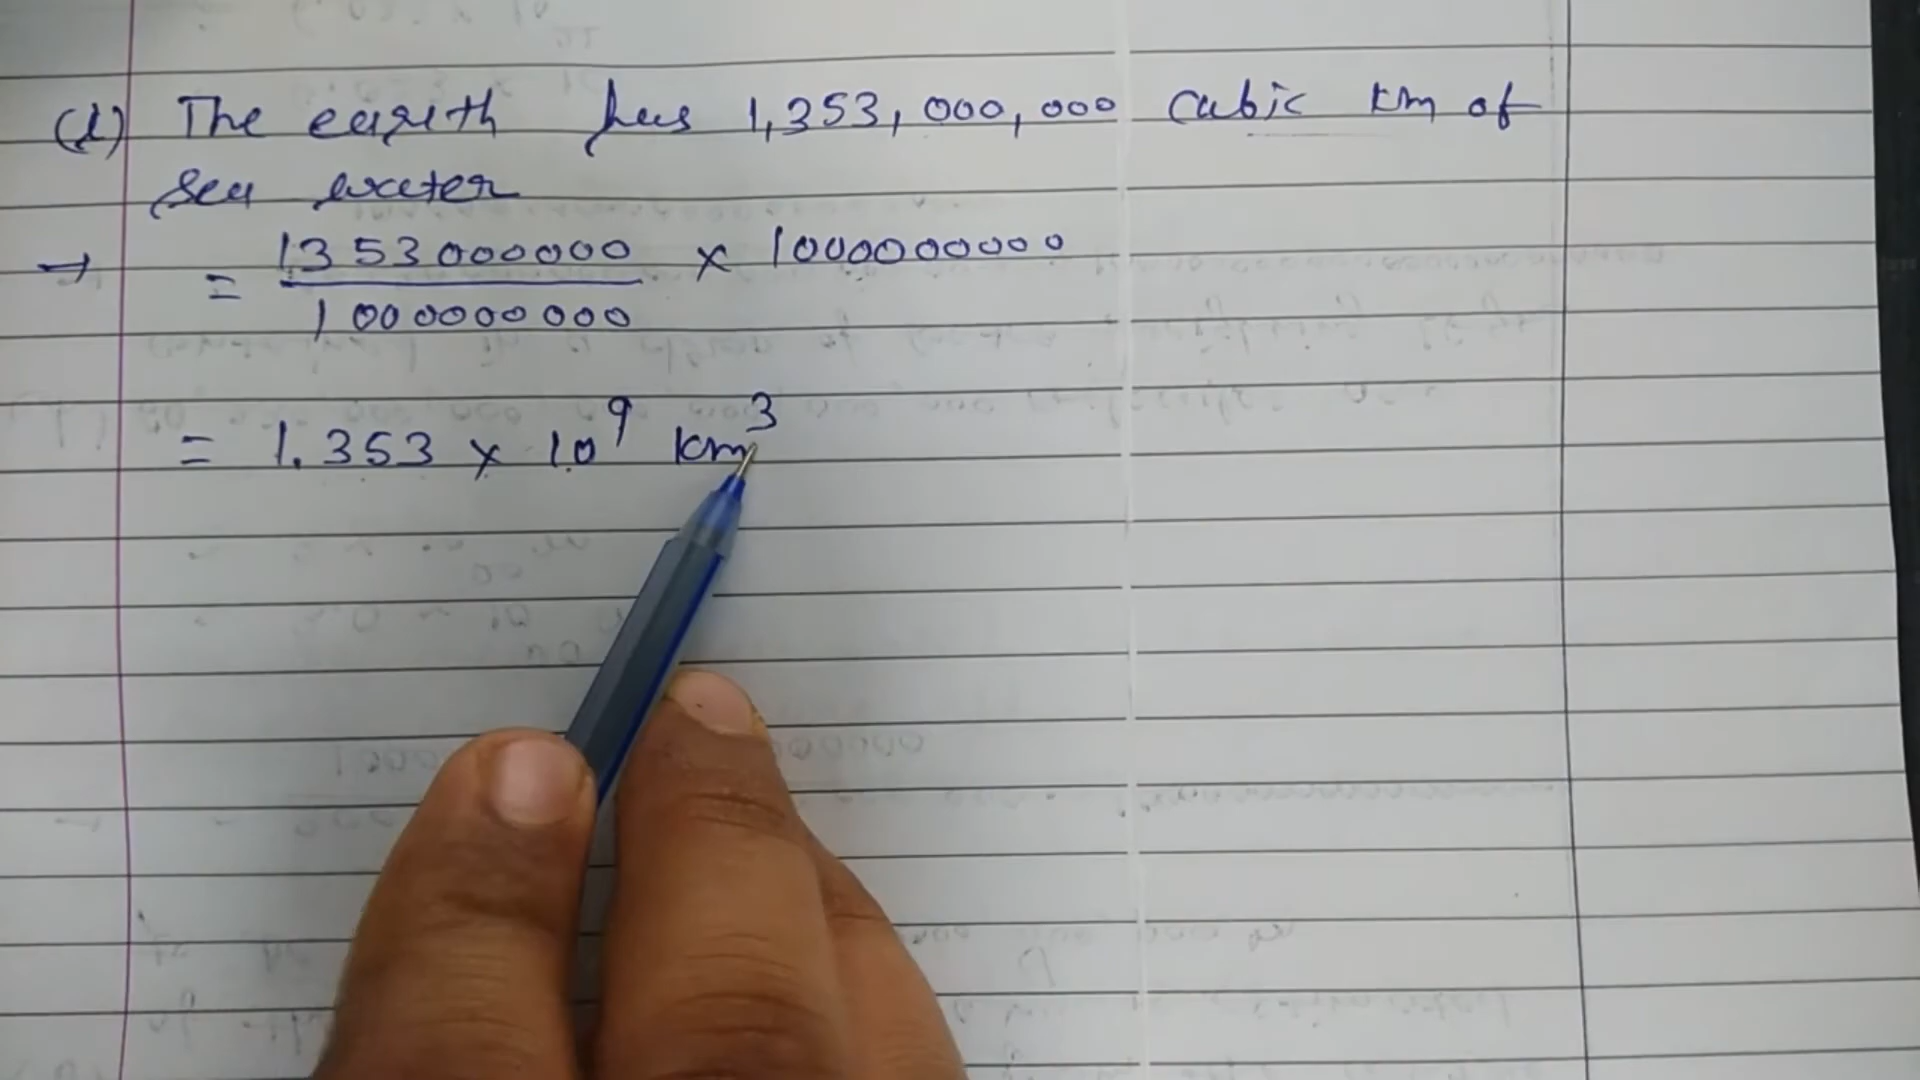 (d) The earth has 1,353,000,000 cubic km of
sea water
→ = 1353000000 / 1000000000 × 1000000000
= 1.353 × 10⁹ km³